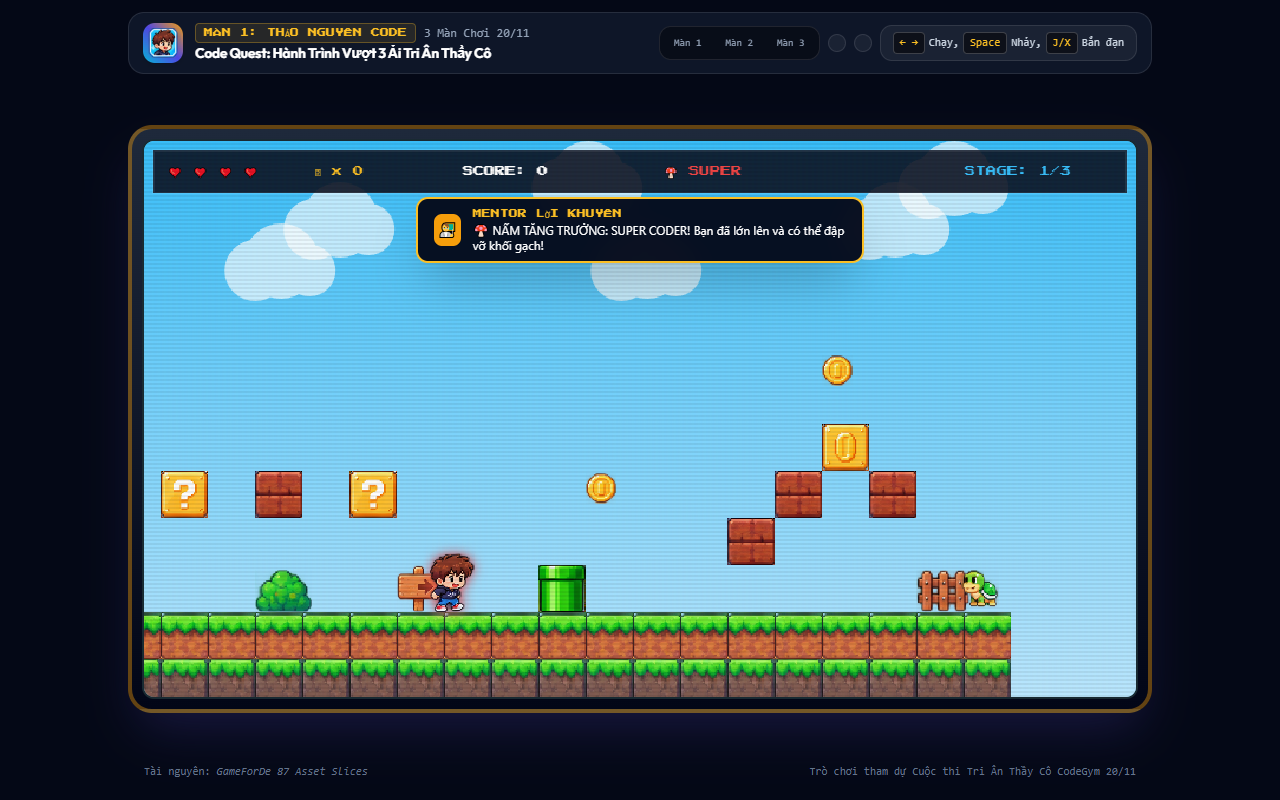 MÀN 1: THẢO NGUYÊN CODE
3 Màn Chơi 20/11
Code Quest: Hành Trình Vượt 3 Ải Tri Ân Thầy Cô
Màn 1
Màn 2
Màn 3
← → Chạy, Space Nhảy, J/X Bắn đạn
x 0
SCORE: 0
SUPER
STAGE: 1/3
MENTOR LỜI KHUYÊN
NẤM TĂNG TRƯỞNG: SUPER CODER! Bạn đã lớn lên và có thể đập
vỡ khối gạch!
? ?
Tài nguyên: GameForDe 87 Asset Slices
Trò chơi tham dự Cuộc thi Tri Ân Thầy Cô CodeGym 20/11